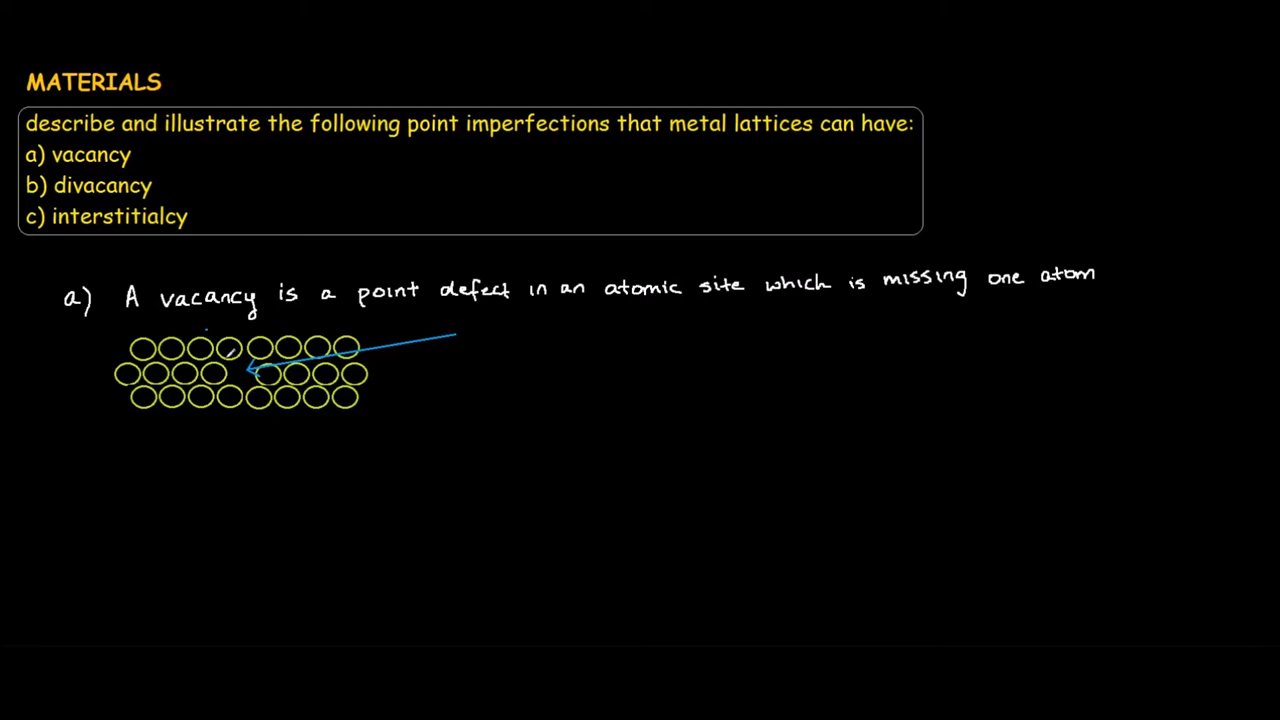 MATERIALS
describe and illustrate the following point imperfections that metal lattices can have:
a) vacancy
b) divacancy
c) interstitialcy
a) A vacancy is a point defect in an atomic site which is missing one atom